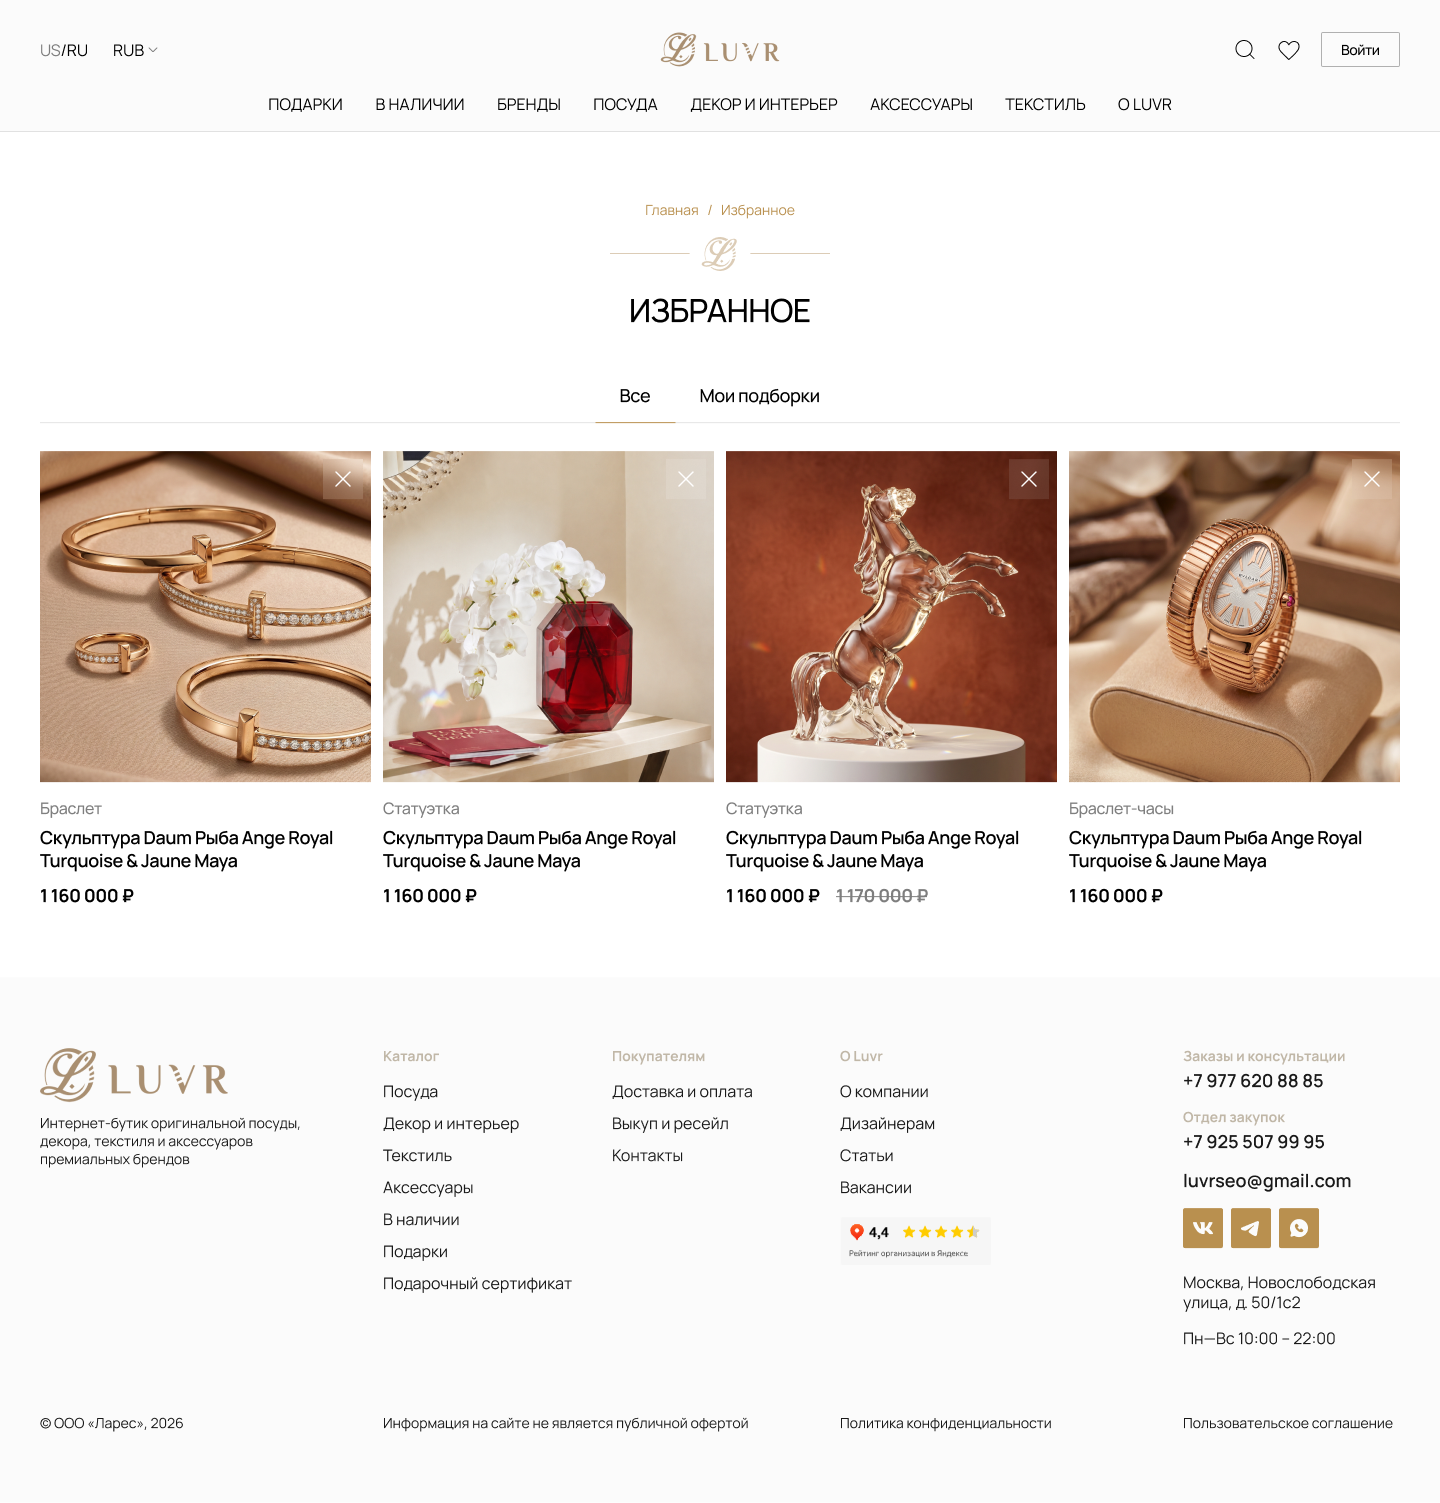 US/RU
RUB
LUVR
Войти
ПОДАРКИ
В НАЛИЧИИ
БРЕНДЫ
ПОСУДА
ДЕКОР И ИНТЕРЬЕР
АКСЕССУАРЫ
ТЕКСТИЛЬ
О LUVR
Главная / Избранное
ИЗБРАННОЕ
Все
Мои подборки
BVLGARI
Браслет
Скульптура Daum Рыба Ange Royal
Turquoise & Jaune Maya
1 160 000 ₽
Статуэтка
Скульптура Daum Рыба Ange Royal
Turquoise & Jaune Maya
1 160 000 ₽
Статуэтка
Скульптура Daum Рыба Ange Royal
Turquoise & Jaune Maya
1 160 000 ₽ 1 170 000 ₽
Браслет-часы
Скульптура Daum Рыба Ange Royal
Turquoise & Jaune Maya
1 160 000 ₽
LUVR
Интернет-бутик оригинальной посуды,
декора, текстиля и аксессуаров
премиальных брендов
Каталог
Посуда
Декор и интерьер
Текстиль
Аксессуары
В наличии
Подарки
Подарочный сертификат
Покупателям
Доставка и оплата
Выкуп и ресейл
Контакты
О Luvr
О компании
Дизайнерам
Статьи
Вакансии
4,4
Рейтинг организации в Яндексе
Заказы и консультации
+7 977 620 88 85
Отдел закупок
+7 925 507 99 95
luvrseo@gmail.com
Москва, Новослободская
улица, д. 50/1с2
Пн—Вс 10:00 – 22:00
© ООО «Ларес», 2026
Информация на сайте не является публичной офертой
Политика конфиденциальности
Пользовательское соглашение